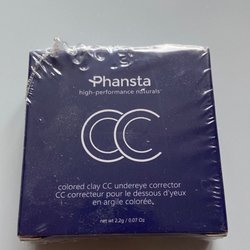 Phansta
high-performance naturals
CC
colored clay CC undereye corrector
CC correcteur pour le dessous d'yeux
en argile colorée.
net wt 2.2g / 0.07 Oz